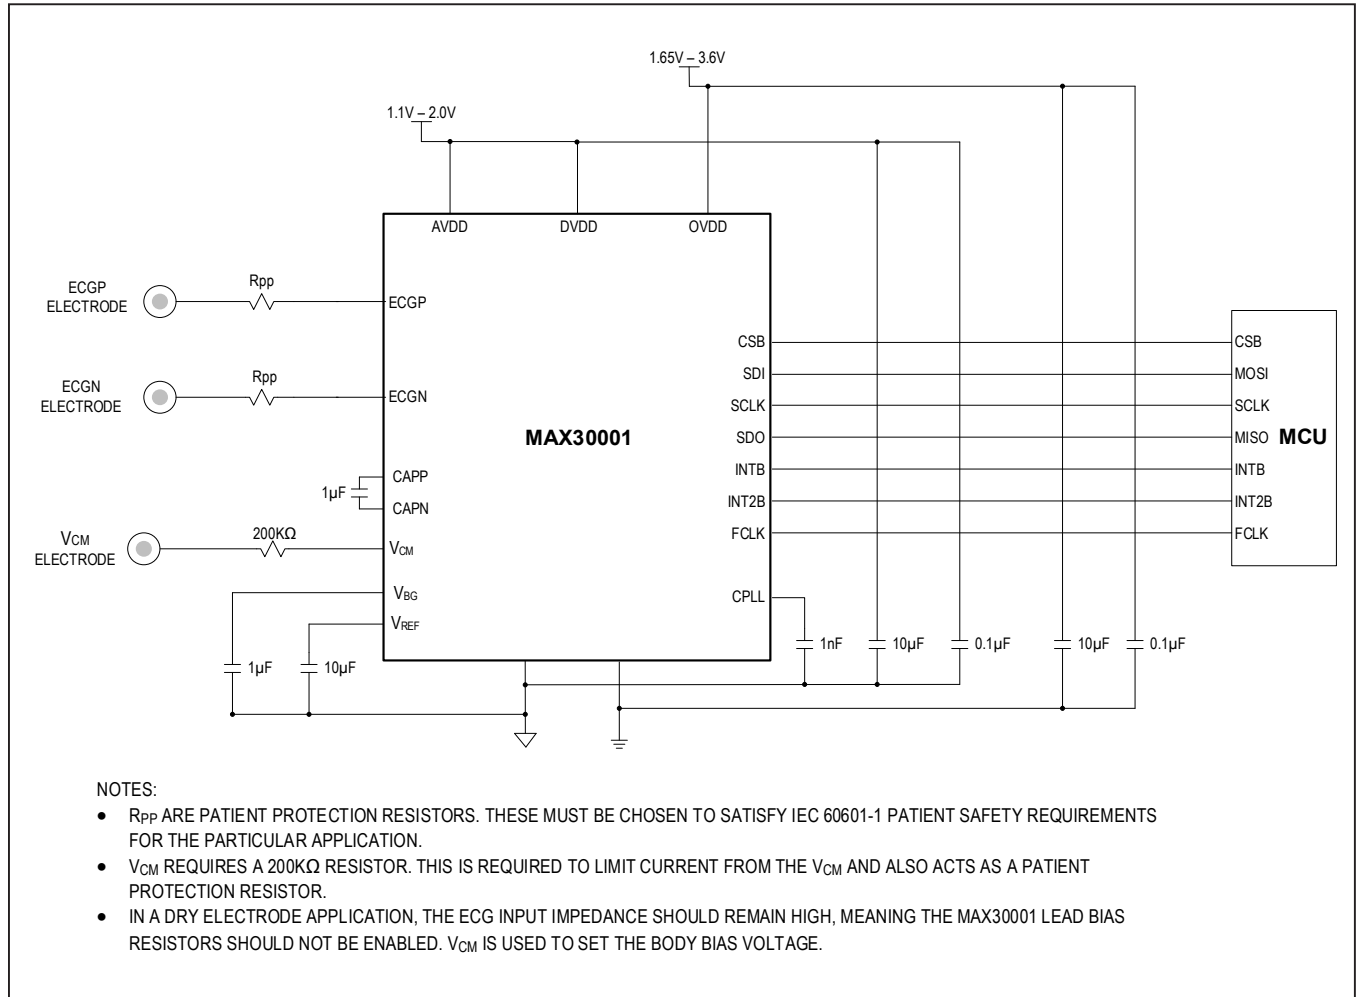 1.65V – 3.6V
1.1V – 2.0V
AVDD
DVDD
OVDD
ECGP
ELECTRODE
Rpp
ECGP
ECGN
ELECTRODE
Rpp
ECGN
MAX30001
CAPP
1µF
CAPN
VCM
ELECTRODE
200KΩ
VCM
VBG
VREF
1µF
10µF
CSB
SDI
SCLK
SDO
INTB
INT2B
FCLK
CPLL
CSB
MOSI
SCLK
MISO
MCU
INTB
INT2B
FCLK
1nF
10µF
0.1µF
10µF
0.1µF
NOTES:
● RPP ARE PATIENT PROTECTION RESISTORS. THESE MUST BE CHOSEN TO SATISFY IEC 60601-1 PATIENT SAFETY REQUIREMENTS
FOR THE PARTICULAR APPLICATION.
● VCM REQUIRES A 200KΩ RESISTOR. THIS IS REQUIRED TO LIMIT CURRENT FROM THE VCM AND ALSO ACTS AS A PATIENT
PROTECTION RESISTOR.
● IN A DRY ELECTRODE APPLICATION, THE ECG INPUT IMPEDANCE SHOULD REMAIN HIGH, MEANING THE MAX30001 LEAD BIAS
RESISTORS SHOULD NOT BE ENABLED. VCM IS USED TO SET THE BODY BIAS VOLTAGE.